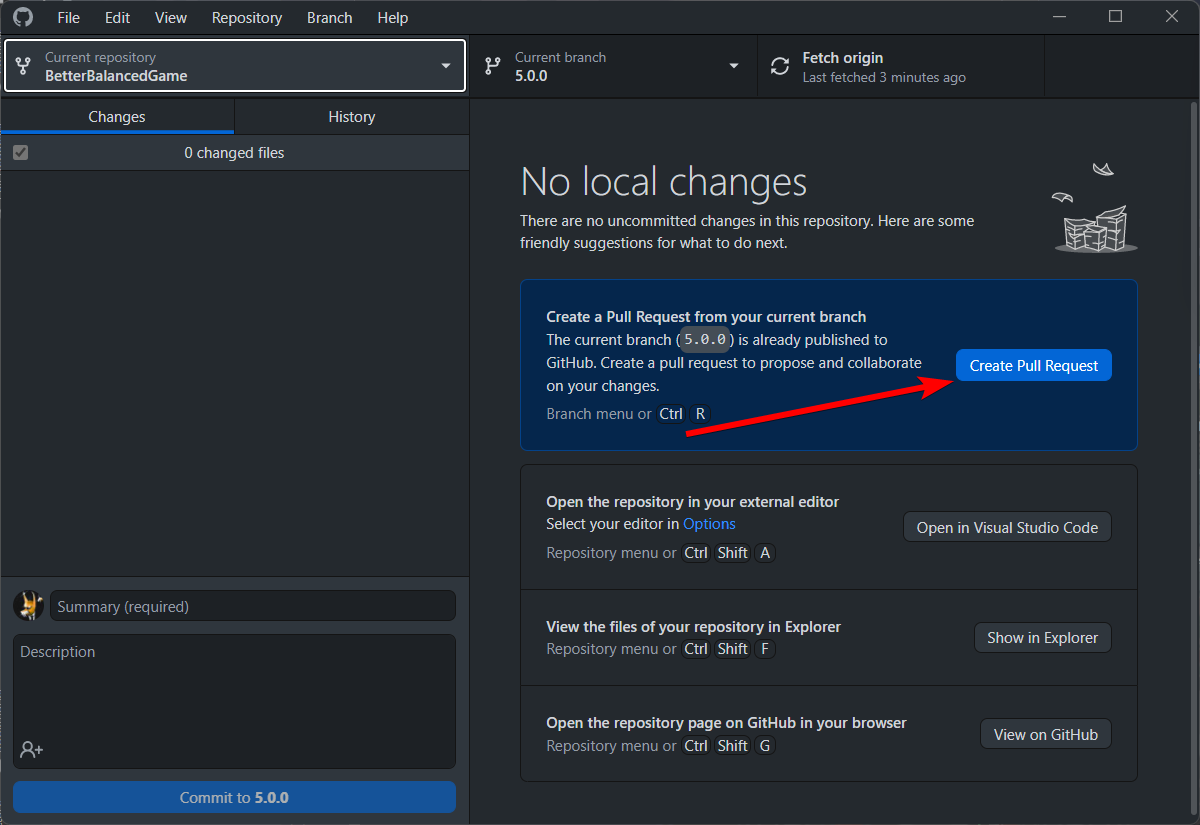 File Edit View Repository Branch Help
Current repository
BetterBalancedGame
Current branch
5.0.0
Fetch origin
Last fetched 3 minutes ago
Changes History
0 changed files
No local changes
There are no uncommitted changes in this repository. Here are some
friendly suggestions for what to do next.
Create a Pull Request from your current branch
The current branch (5.0.0) is already published to
GitHub. Create a pull request to propose and collaborate
on your changes.
Branch menu or Ctrl R
Create Pull Request
Open the repository in your external editor
Select your editor in Options
Repository menu or Ctrl Shift A
Open in Visual Studio Code
View the files of your repository in Explorer
Repository menu or Ctrl Shift F
Show in Explorer
Open the repository page on GitHub in your browser
Repository menu or Ctrl Shift G
View on GitHub
Summary (required)
Description
Commit to 5.0.0